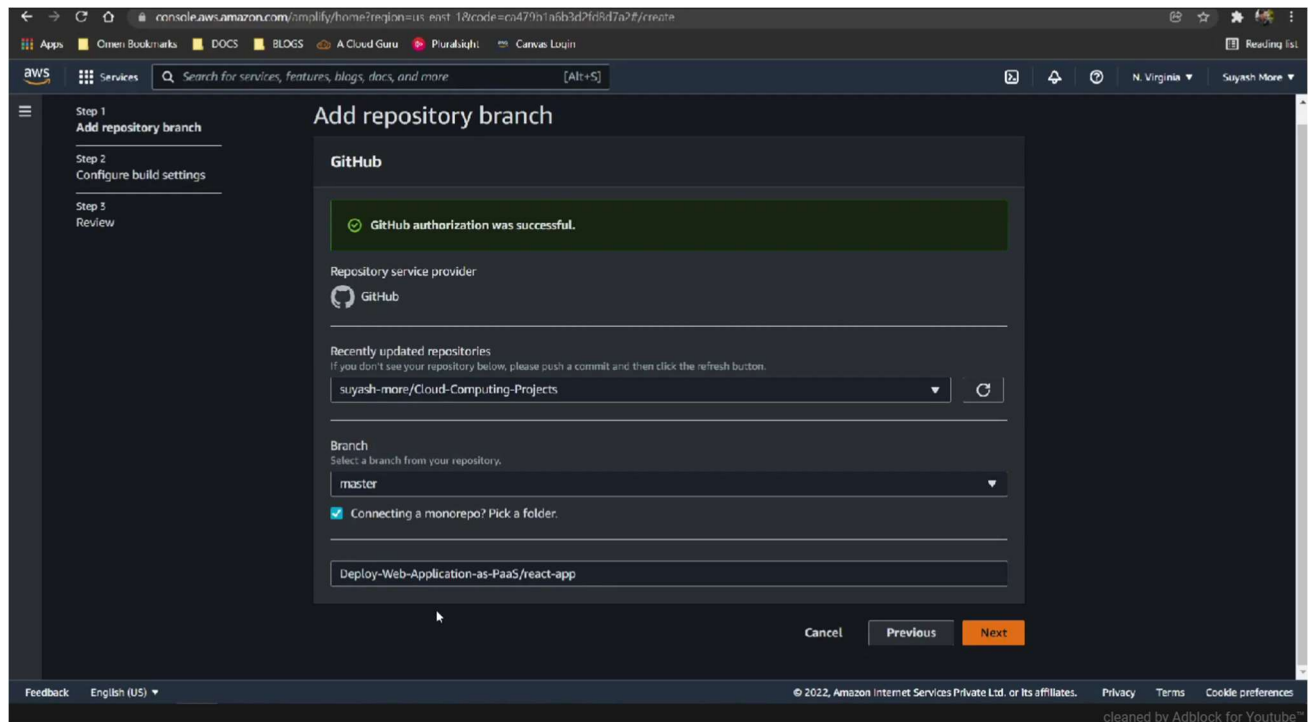 console.aws.amazon.com/amplify/home?region=us-east-1&code=ca479b1a6b3d2fd8d7a2#/create
Apps Omen Bookmarks DOCS BLOGS A Cloud Guru Pluralsight Canvas Login Reading list
aws Services Search for services, features, blogs, docs, and more [Alt+S] N. Virginia ▼ Suyash More ▼
Step 1
Add repository branch
Step 2
Configure build settings
Step 3
Review
Add repository branch
GitHub
GitHub authorization was successful.
Repository service provider
GitHub
Recently updated repositories
If you don't see your repository below, please push a commit and then click the refresh button.
suyash-more/Cloud-Computing-Projects
Branch
Select a branch from your repository.
master
Connecting a monorepo? Pick a folder.
Deploy-Web-Application-as-PaaS/react-app
Cancel Previous Next
Feedback English (US) ▼ © 2022, Amazon Internet Services Private Ltd. or its affiliates. Privacy Terms Cookie preferences
cleaned by Adblock for Youtube™